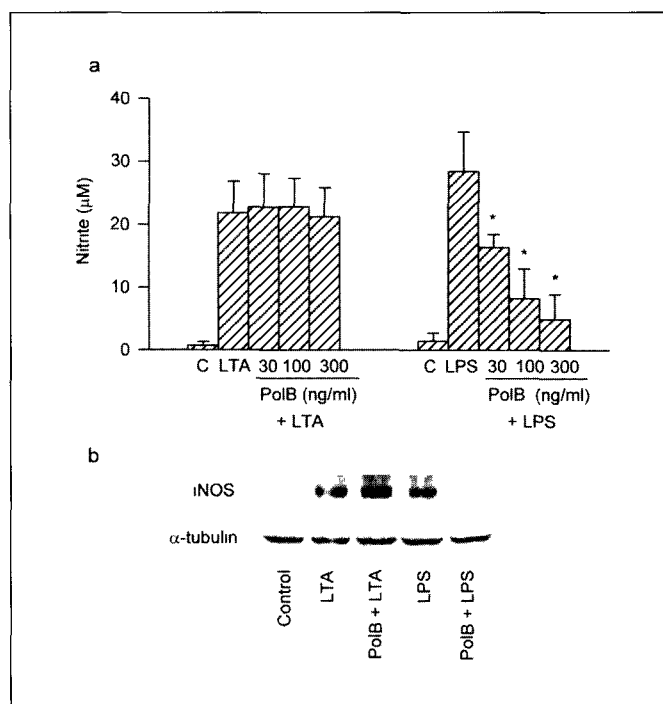 a
40
30
20
10
0
Nitrite (μM)
* * *
C LTA 30 100 300 C LPS 30 100 300
PolB (ng/ml) PolB (ng/ml)
+ LTA + LPS
b
iNOS
α-tubulin
Control LTA PolB + LTA LPS PolB + LPS